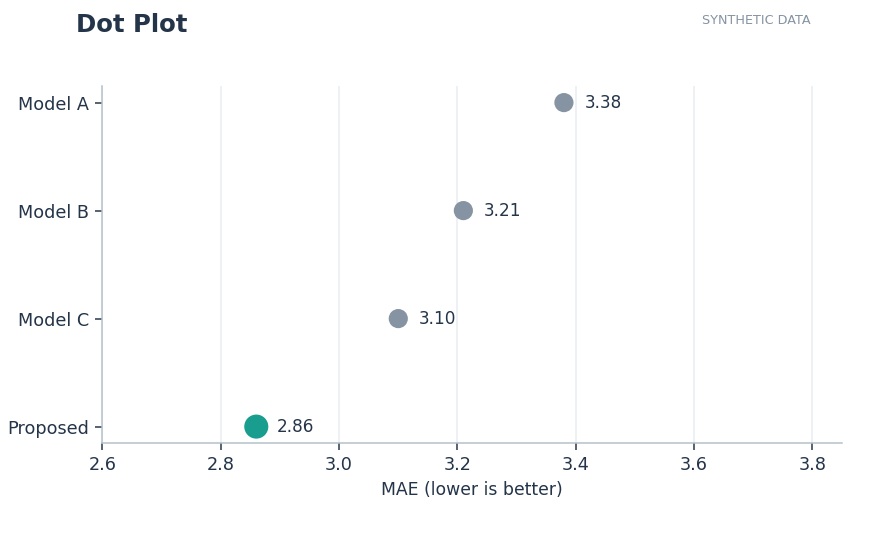 Dot Plot
SYNTHETIC DATA
Model A
3.38
Model B
3.21
Model C
3.10
Proposed
2.86
2.6 2.8 3.0 3.2 3.4 3.6 3.8
MAE (lower is better)